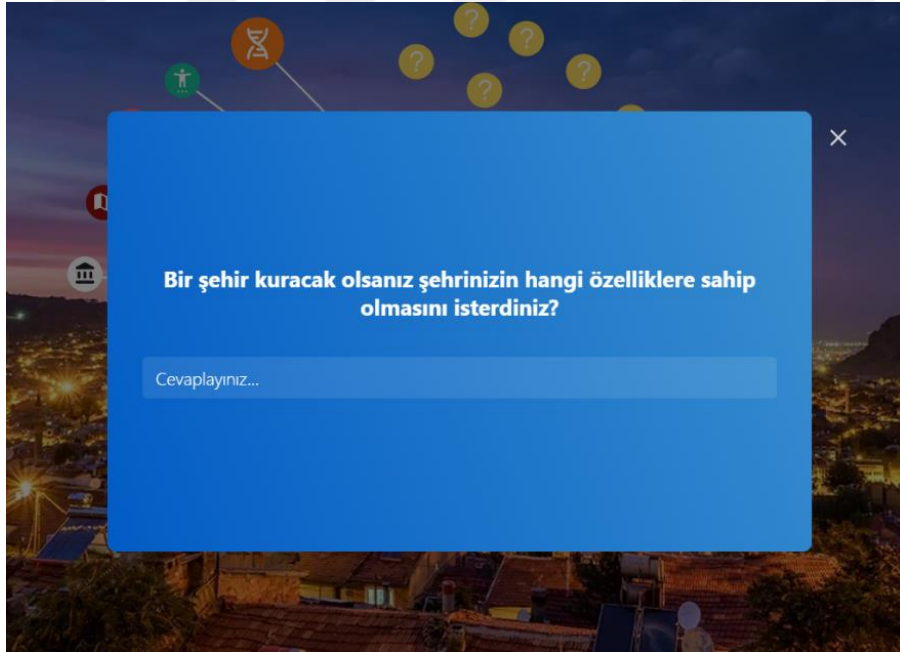 Bir şehir kuracak olsanız şehrinizin hangi özelliklere sahip
olmasını isterdiniz?
Cevaplayınız...